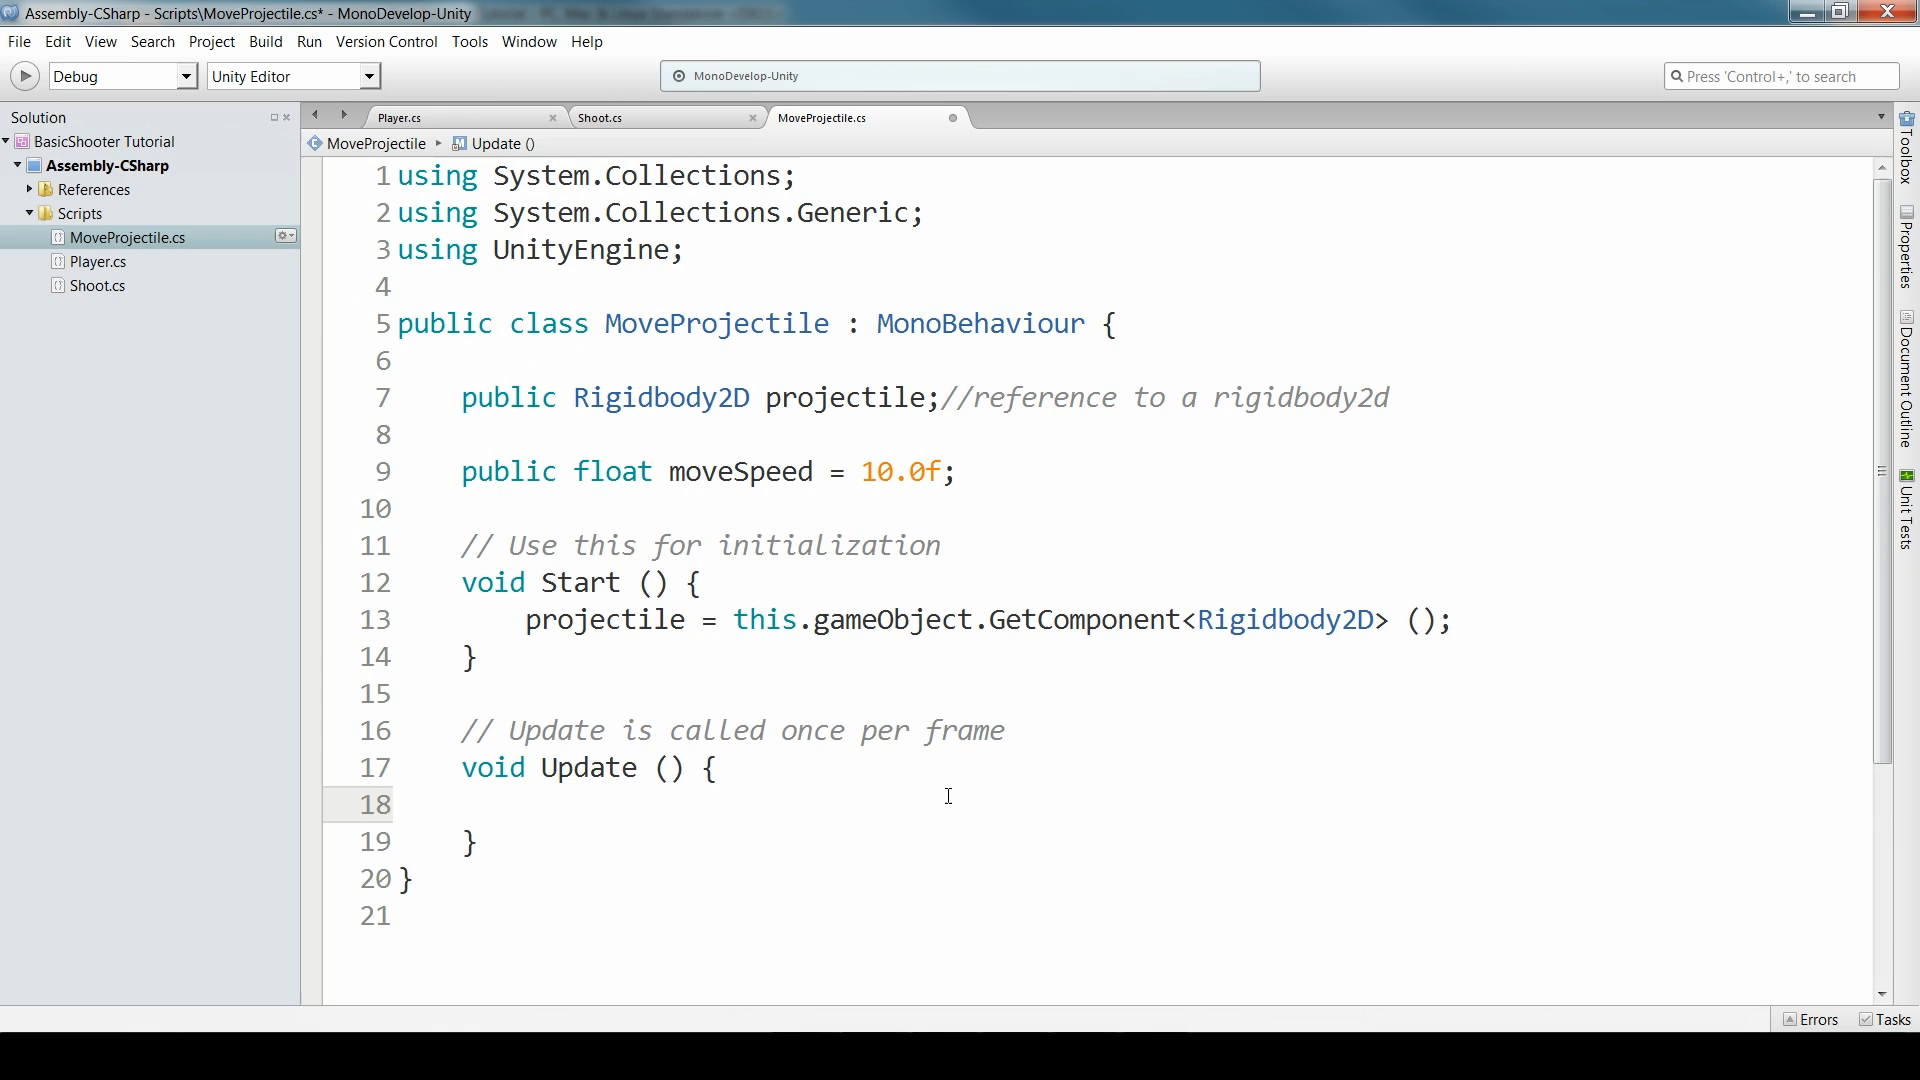 Assembly-CSharp - Scripts\MoveProjectile.cs* - MonoDevelop-Unity
File Edit View Search Project Build Run Version Control Tools Window Help
Debug Unity Editor MonoDevelop-Unity Press 'Control+,' to search
Solution
BasicShooter Tutorial
Assembly-CSharp
References
Scripts
MoveProjectile.cs
Player.cs
Shoot.cs
Player.cs Shoot.cs MoveProjectile.cs
MoveProjectile Update ()
1 using System.Collections;
2 using System.Collections.Generic;
3 using UnityEngine;
4
5 public class MoveProjectile : MonoBehaviour {
6
7 public Rigidbody2D projectile;//reference to a rigidbody2d
8
9 public float moveSpeed = 10.0f;
10
11 // Use this for initialization
12 void Start () {
13 projectile = this.gameObject.GetComponent<Rigidbody2D> ();
14 }
15
16 // Update is called once per frame
17 void Update () {
18
19 }
20 }
21
Toolbox
Properties
Document Outline
Unit Tests
Errors Tasks